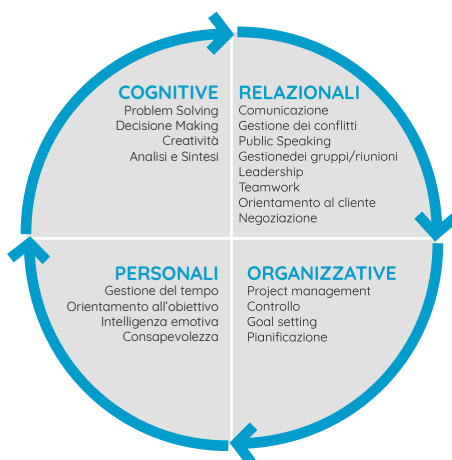 COGNITIVE
Problem Solving
Decisione Making
Creatività
Analisi e Sintesi
RELAZIONALI
Comunicazione
Gestione dei conflitti
Public Speaking
Gestionedei gruppi/riunioni
Leadership
Teamwork
Orientamento al cliente
Negoziazione
PERSONALI
Gestione del tempo
Orientamento all'obiettivo
Intelligenza emotiva
Consapevolezza
ORGANIZZATIVE
Project management
Controllo
Goal setting
Pianificazione